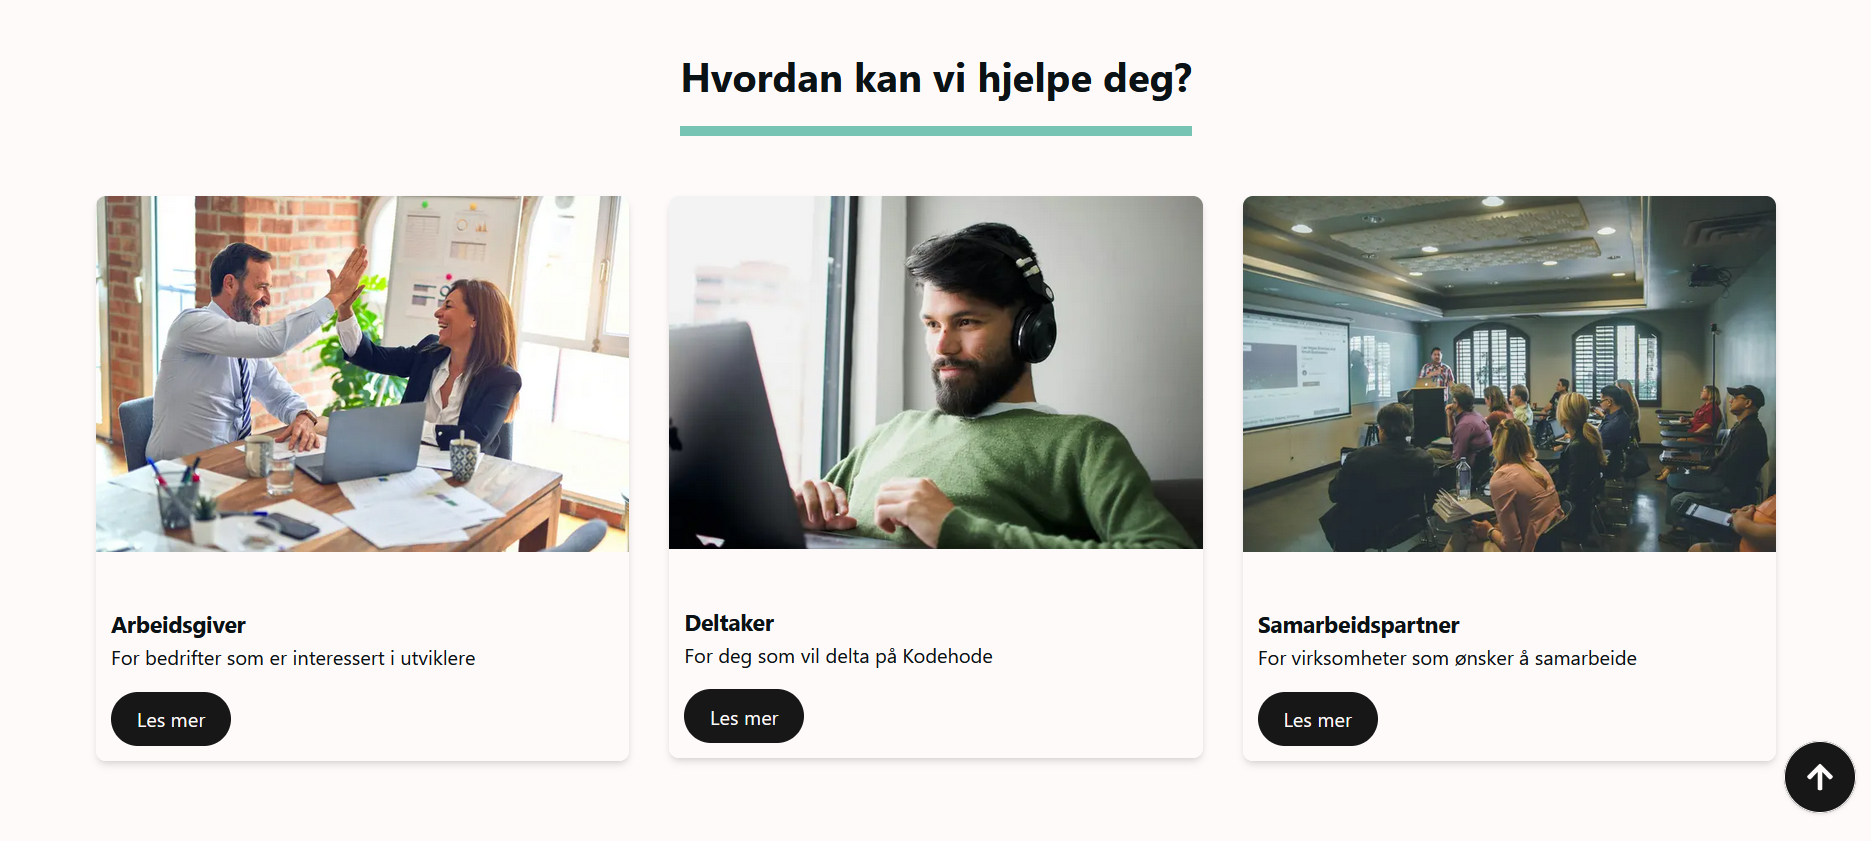 Hvordan kan vi hjelpe deg?
Arbeidsgiver
For bedrifter som er interessert i utviklere
Les mer
Deltaker
For deg som vil delta på Kodehode
Les mer
Samarbeidspartner
For virksomheter som ønsker å samarbeide
Les mer